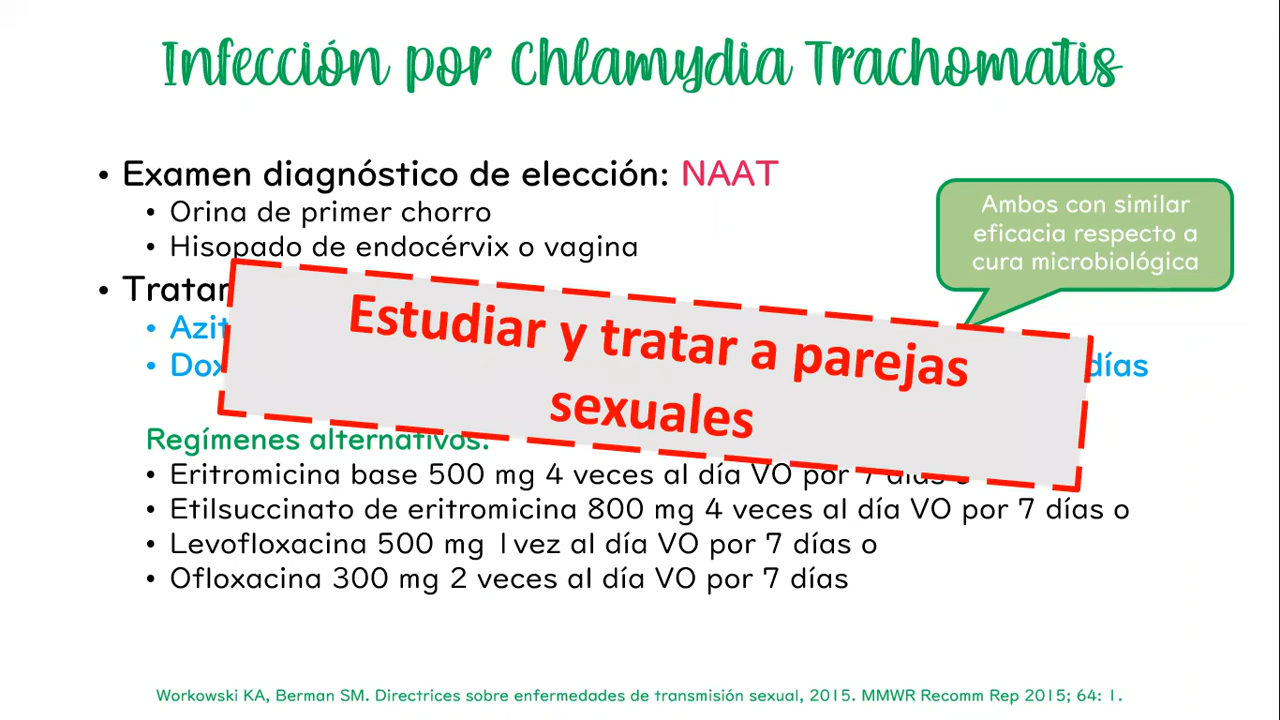 Infección por Chlamydia Trachomatis
• Examen diagnóstico de elección: NAAT
• Orina de primer chorro
• Hisopado de endocérvix o vagina
Ambos con similar
eficacia respecto a
cura microbiológica
Estudiar y tratar a parejas
sexuales
días
Regímenes alternativos:
• Eritromicina base 500 mg 4 veces al día VO por 7 días o
• Etilsuccinato de eritromicina 800 mg 4 veces al día VO por 7 días o
• Levofloxacina 500 mg 1 vez al día VO por 7 días o
• Ofloxacina 300 mg 2 veces al día VO por 7 días
Workowski KA, Berman SM. Directrices sobre enfermedades de transmisión sexual, 2015. MMWR Recomm Rep 2015; 64: 1.